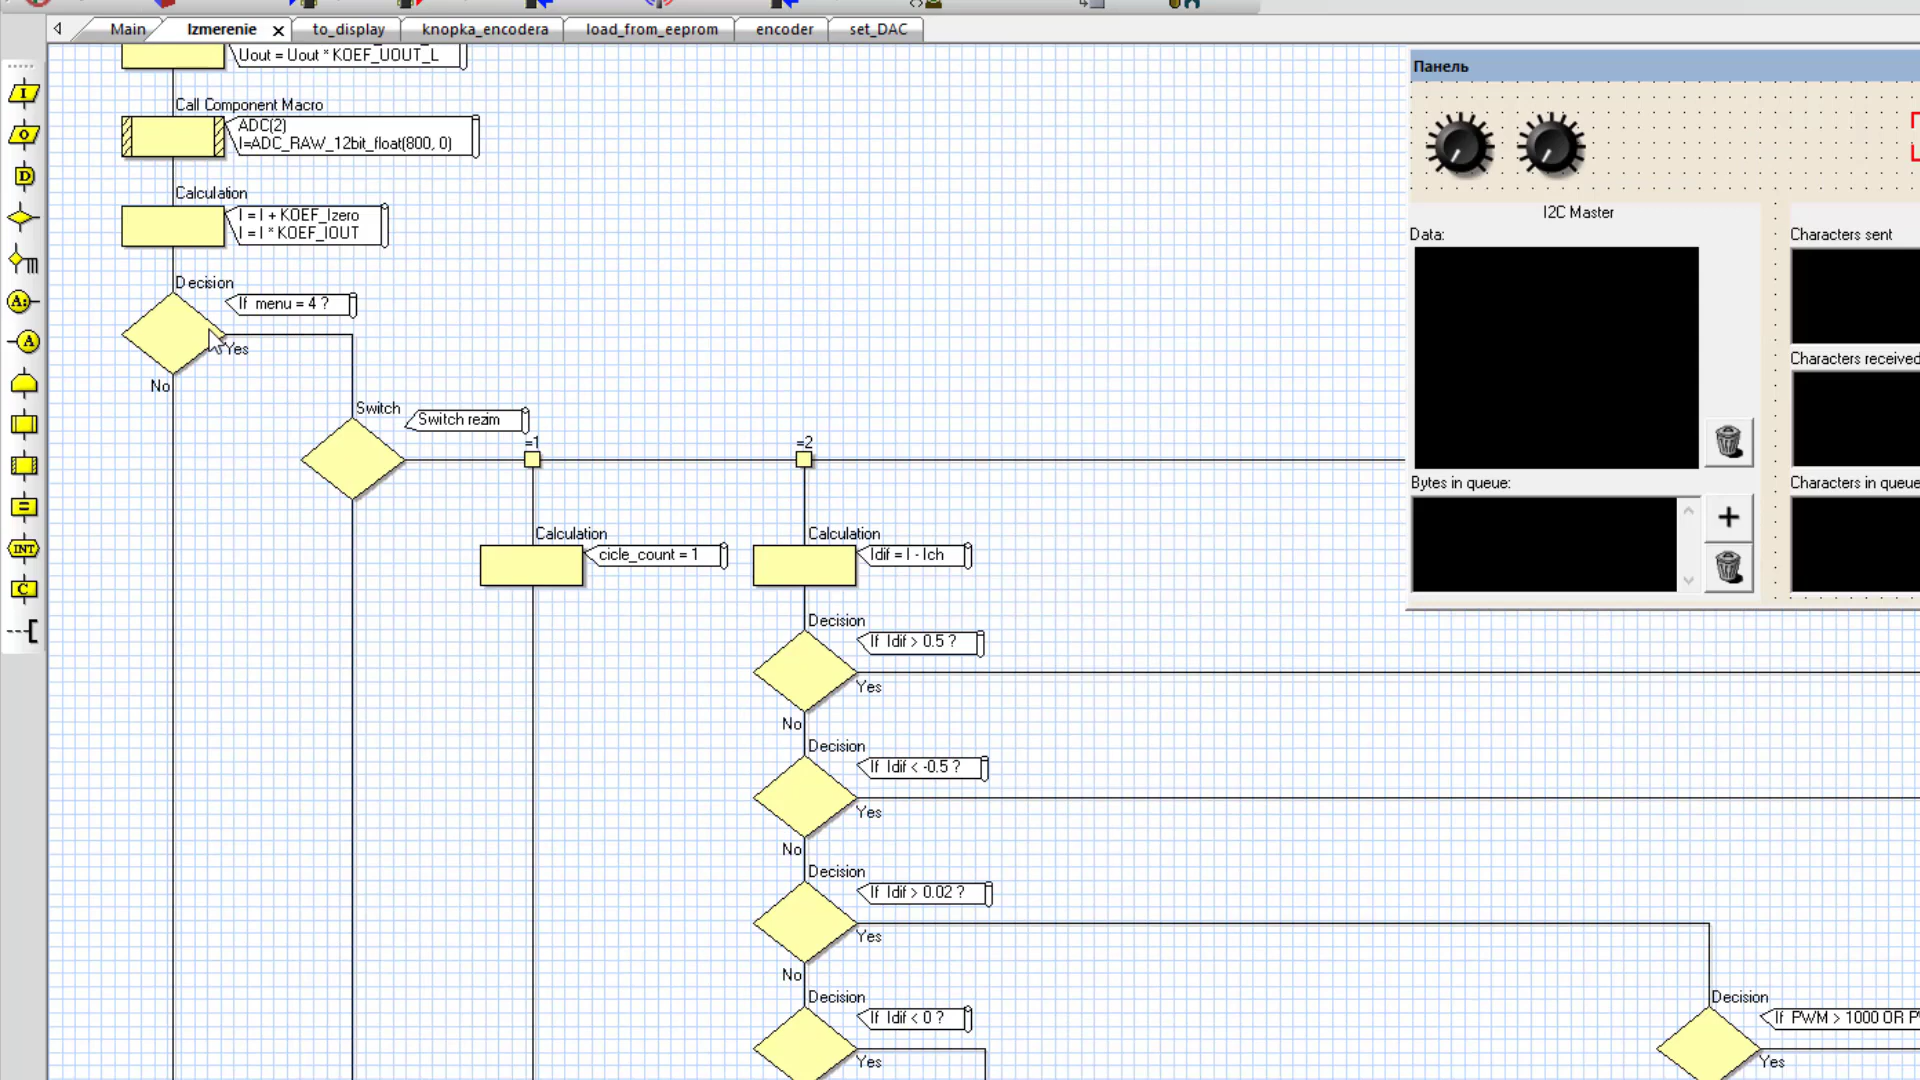 Main
Izmerenie
to_display
knopka_encodera
load_from_eeprom
encoder
set_DAC
Uout = Uout * KOEF_UOUT_L
Call Component Macro
ADC(2)
I=ADC_RAW_12bit_float(800, 0)
Calculation
I = I + KOEF_Izero
I = I * KOEF_IOUT
Decision
If menu = 4 ?
Yes
No
Switch
Switch rezim
=1
=2
Calculation
cicle_count = 1
Calculation
Idif = I - Ich
Decision
If Idif > 0.5 ?
Yes
No
Decision
If Idif < -0.5 ?
Yes
No
Decision
If Idif > 0.02 ?
Yes
No
Decision
If Idif < 0 ?
Yes
Decision
If PWM > 1000 OR
Yes
Панель
I2C Master
Data:
Bytes in queue:
Characters sent
Characters received
Characters in queue
I
O
D
A:
A
INT
C